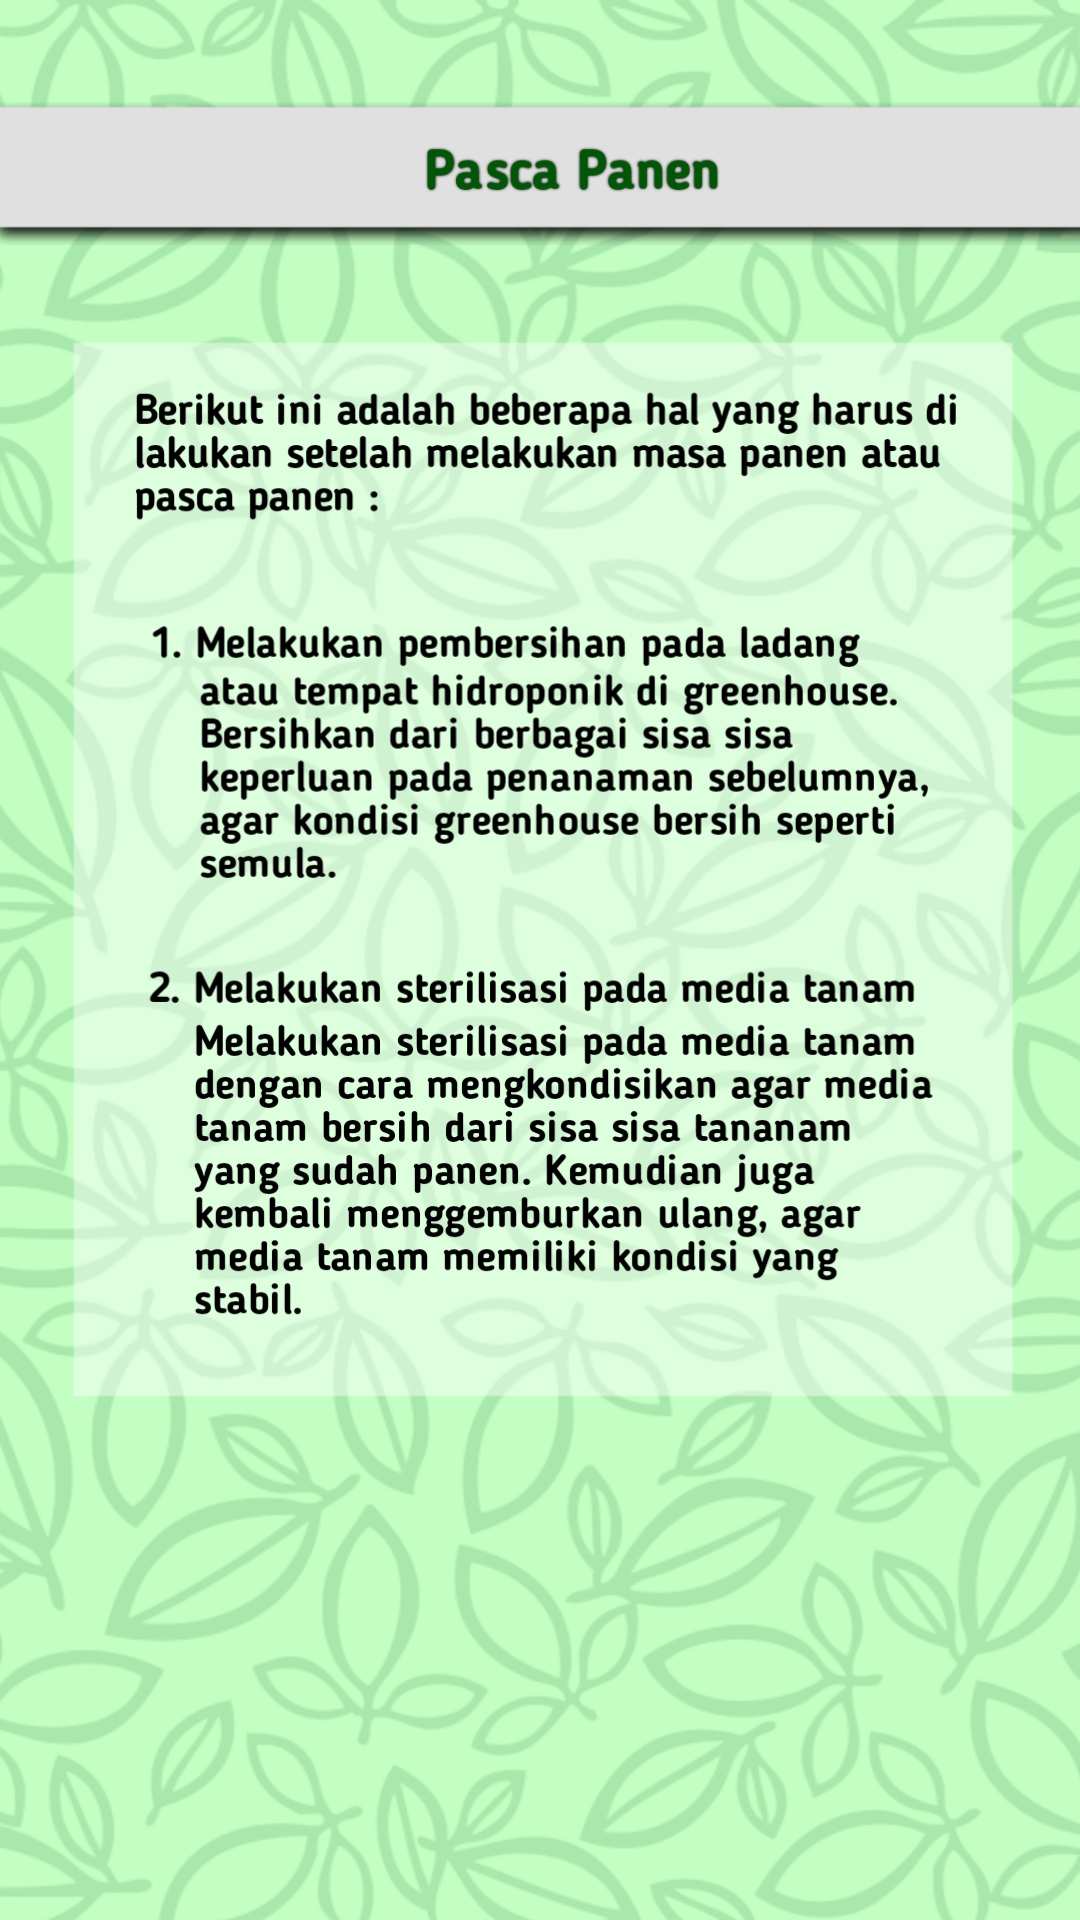 Pasca Panen
Berikut ini adalah beberapa hal yang harus di
lakukan setelah melakukan masa panen atau
pasca panen :
1. Melakukan pembersihan pada ladang
atau tempat hidroponik di greenhouse.
Bersihkan dari berbagai sisa sisa
keperluan pada penanaman sebelumnya,
agar kondisi greenhouse bersih seperti
semula.
2. Melakukan sterilisasi pada media tanam
Melakukan sterilisasi pada media tanam
dengan cara mengkondisikan agar media
tanam bersih dari sisa sisa tananam
yang sudah panen. Kemudian juga
kembali menggemburkan ulang, agar
media tanam memiliki kondisi yang
stabil.